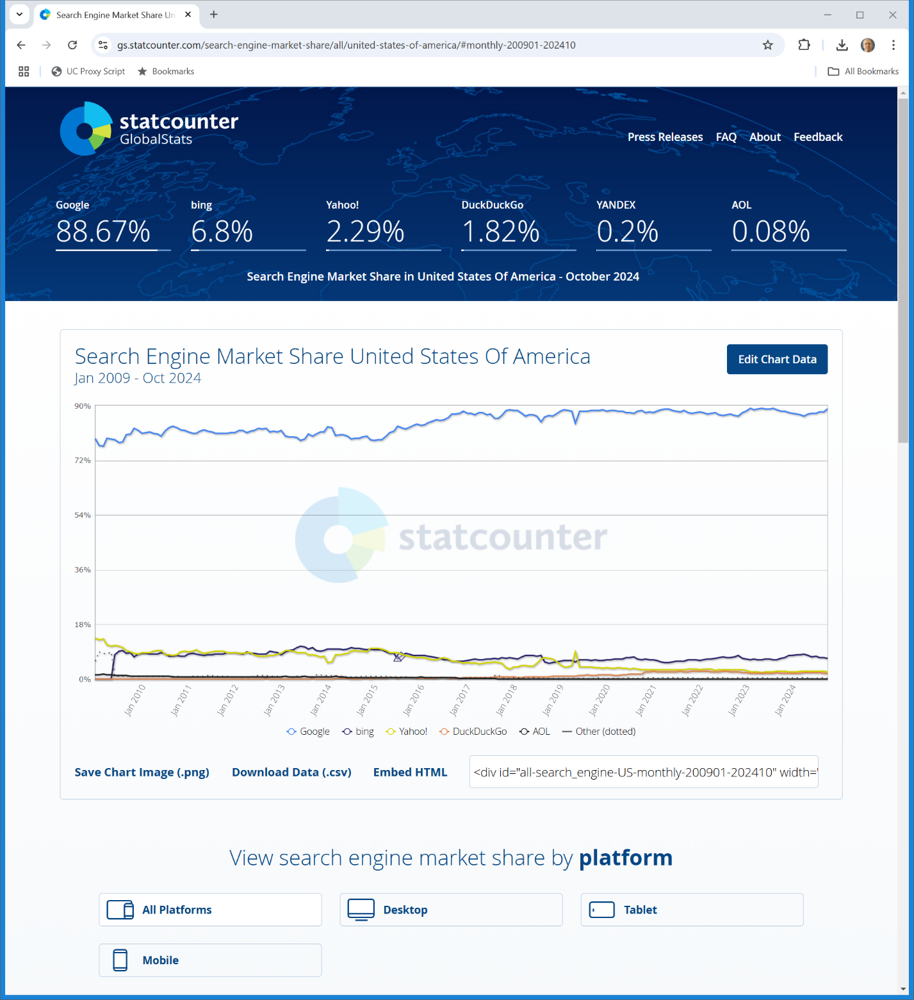 Search Engine Market Share Un
gs.statcounter.com/search-engine-market-share/all/united-states-of-america/#monthly-200901-202410
UC Proxy Script
Bookmarks
All Bookmarks
statcounter
GlobalStats
Press Releases FAQ About Feedback
Google bing Yahoo! DuckDuckGo YANDEX AOL
88.67% 6.8% 2.29% 1.82% 0.2% 0.08%
Search Engine Market Share in United States Of America - October 2024
Search Engine Market Share United States Of America
Jan 2009 - Oct 2024
Edit Chart Data
90%
72%
54%
statcounter
36%
18%
0%
Jan 2010 Jan 2011 Jan 2012 Jan 2013 Jan 2014 Jan 2015 Jan 2016 Jan 2017 Jan 2018 Jan 2019 Jan 2020 Jan 2021 Jan 2022 Jan 2023 Jan 2024
Google bing Yahoo! DuckDuckGo AOL Other (dotted)
Save Chart Image (.png) Download Data (.csv) Embed HTML <div id="all-search_engine-US-monthly-200901-202410" width="
View search engine market share by platform
All Platforms Desktop Tablet
Mobile